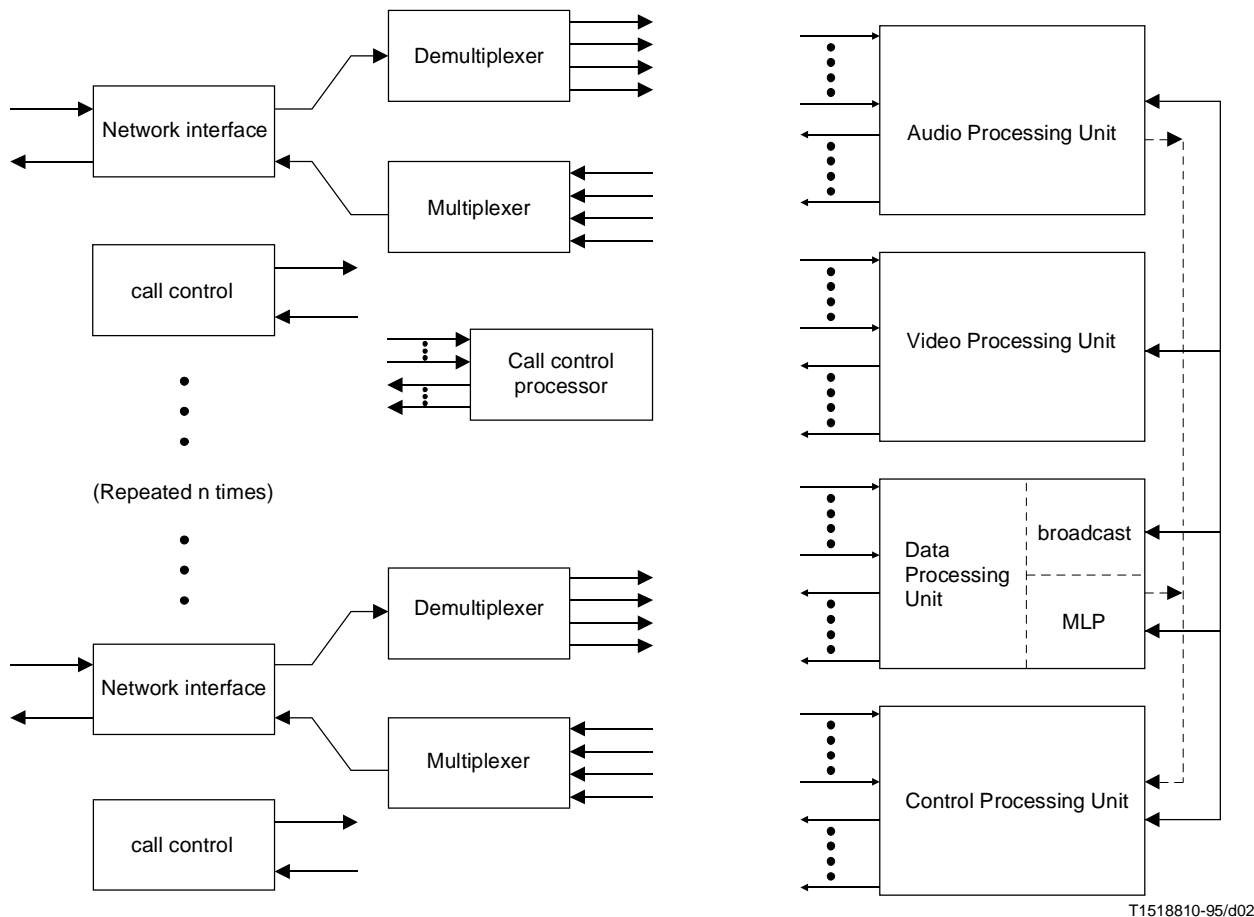 Demultiplexer
Network interface
Multiplexer
call control
Call control
processor
(Repeated n times)
Demultiplexer
Network interface
Multiplexer
call control
Audio Processing Unit
Video Processing Unit
Data
Processing
Unit
broadcast
MLP
Control Processing Unit
T1518810-95/d02